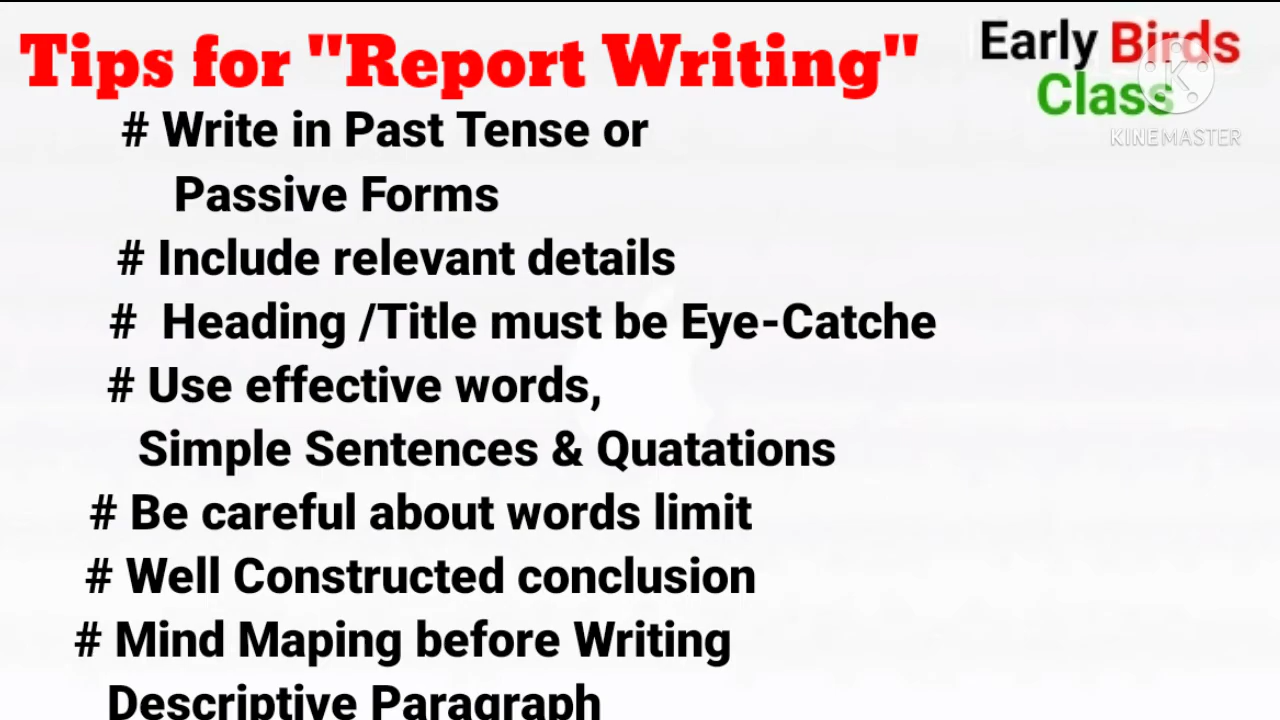 Tips for "Report Writing"
Early Birds
Class
KINEMASTER
# Write in Past Tense or
Passive Forms
# Include relevant details
# Heading /Title must be Eye-Catche
# Use effective words,
Simple Sentences & Quatations
# Be careful about words limit
# Well Constructed conclusion
# Mind Maping before Writing
Descriptive Paragraph